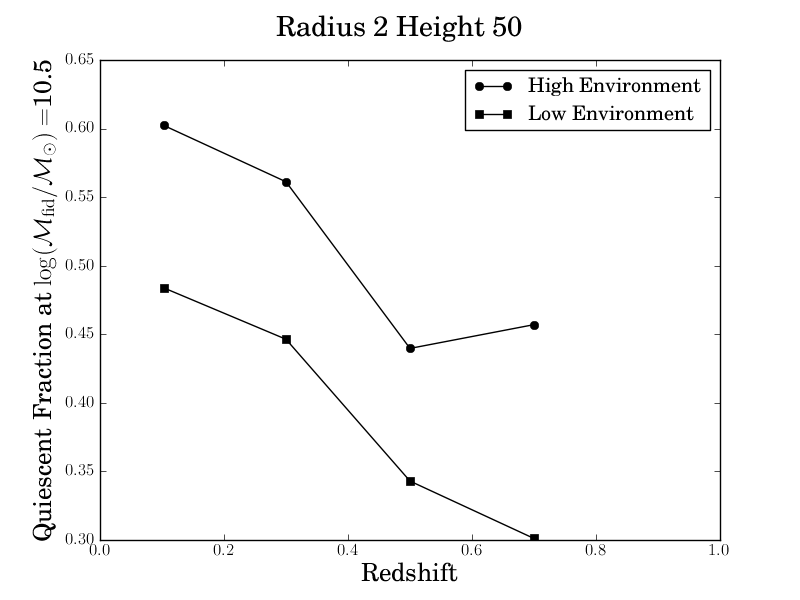 Radius 2 Height 50
Quiescent Fraction at log(ℳfid/ℳ⊙) =10.5
0.65
0.60
0.55
0.50
0.45
0.40
0.35
0.30
High Environment
Low Environment
0.0 0.2 0.4 0.6 0.8 1.0
Redshift